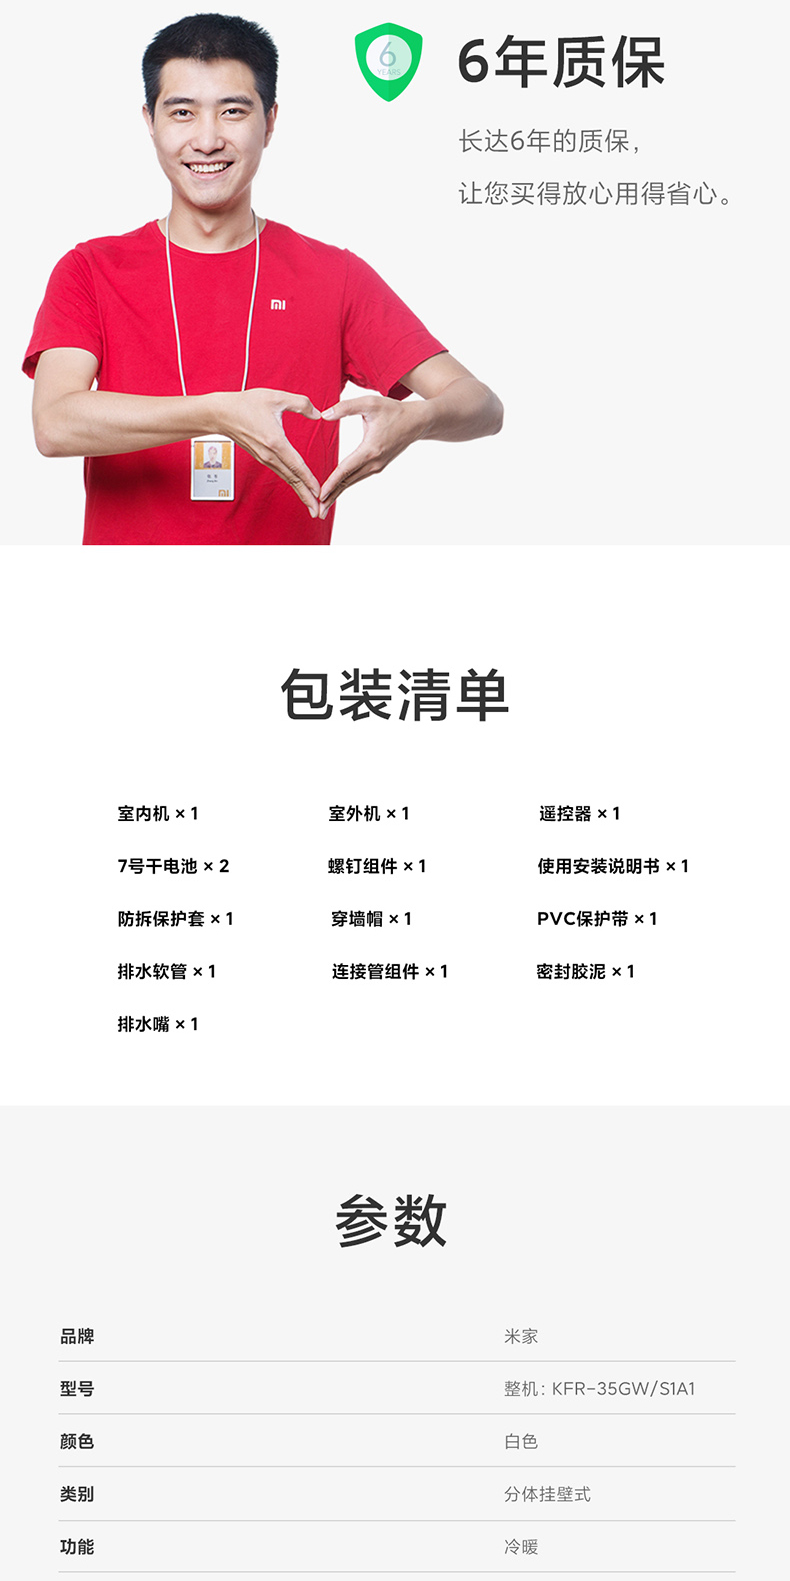 6
YEARS
6年质保
长达6年的质保，
让您买得放心用得省心。
包装清单
室内机 × 1
室外机 × 1
遥控器 × 1
7号干电池 × 2
螺钉组件 × 1
使用安装说明书 × 1
防拆保护套 × 1
穿墙帽 × 1
PVC保护带 × 1
排水软管 × 1
连接管组件 × 1
密封胶泥 × 1
排水嘴 × 1
参数
品牌 米家
型号 整机：KFR-35GW/S1A1
颜色 白色
类别 分体挂壁式
功能 冷暖